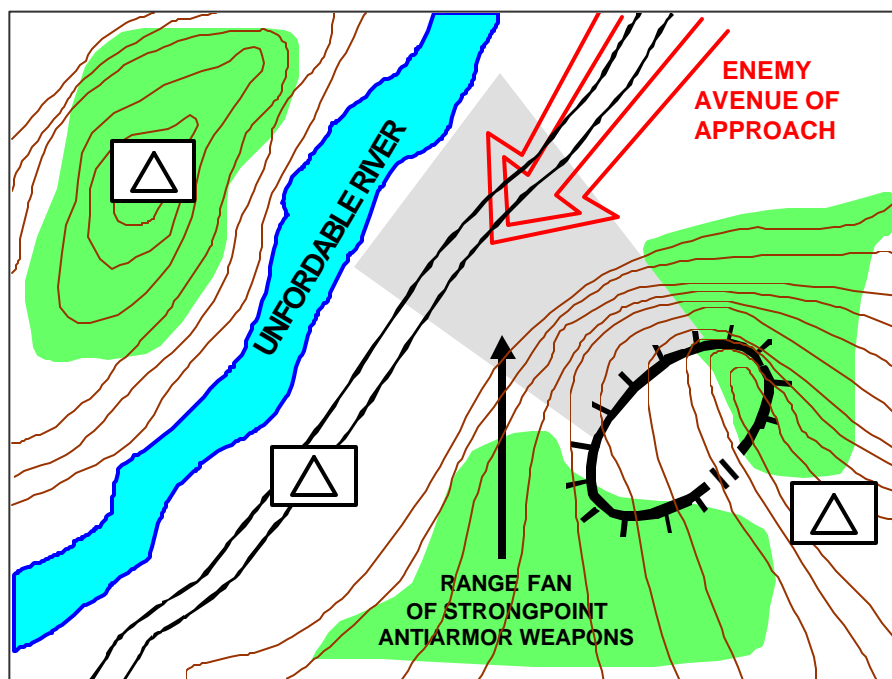 ENEMY
AVENUE OF
APPROACH
UNFORDABLE RIVER
RANGE FAN
OF STRONGPOINT
ANTIARMOR WEAPONS